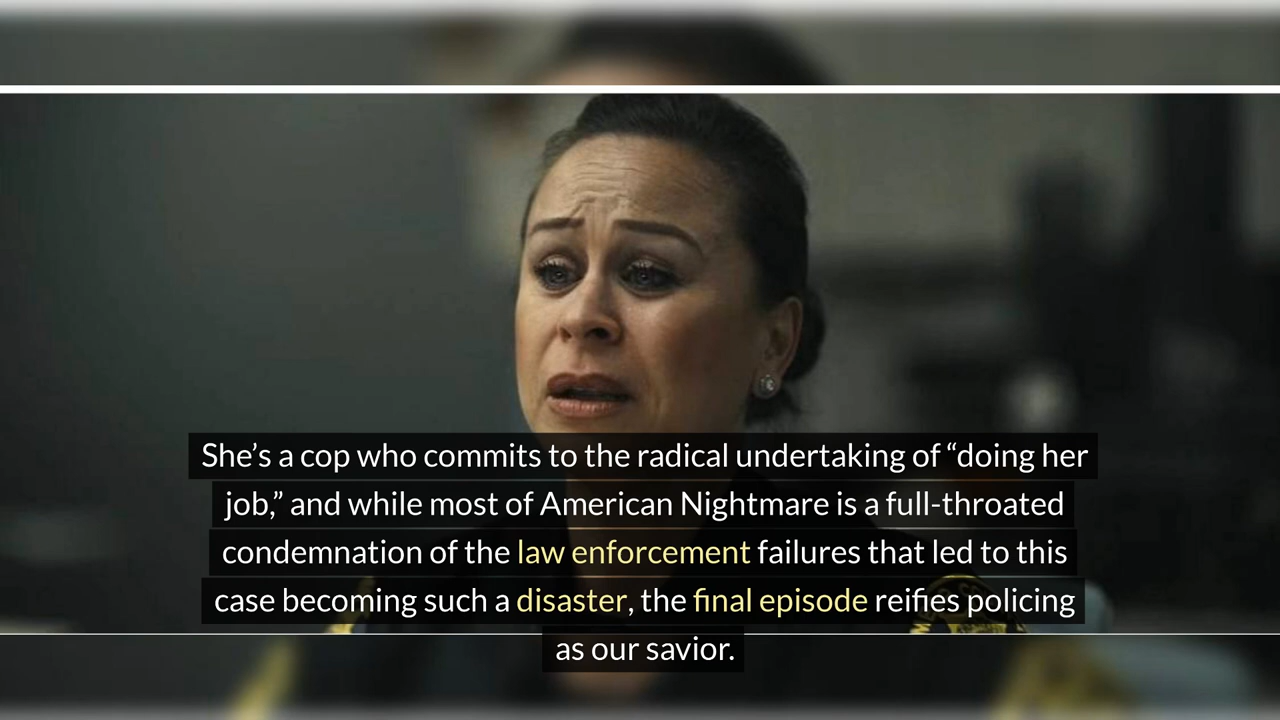 She’s a cop who commits to the radical undertaking of “doing her
job,” and while most of American Nightmare is a full-throated
condemnation of the law enforcement failures that led to this
case becoming such a disaster, the final episode reifies policing
as our savior.